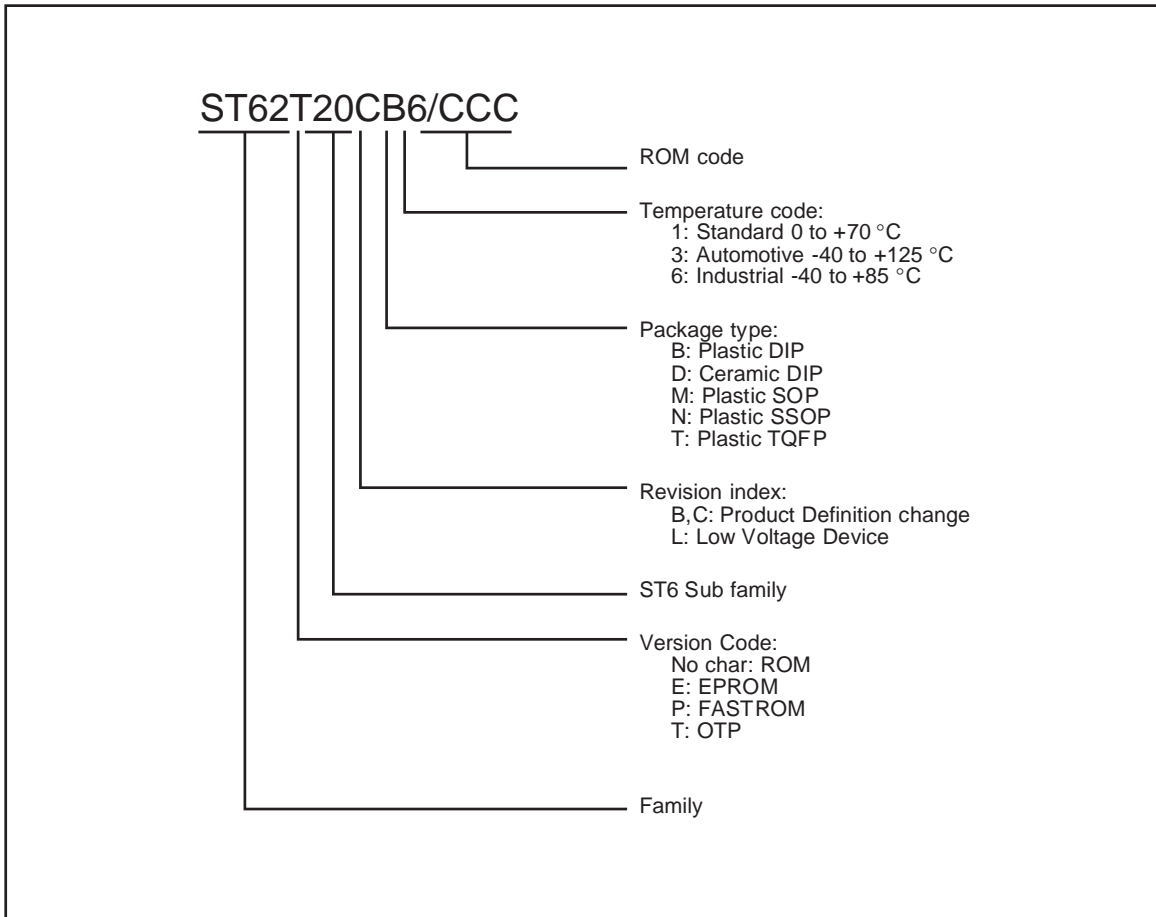 ST62T20CB6/CCC
ROM code
Temperature code:
1: Standard 0 to +70 °C
3: Automotive -40 to +125 °C
6: Industrial -40 to +85 °C
Package type:
B: Plastic DIP
D: Ceramic DIP
M: Plastic SOP
N: Plastic SSOP
T: Plastic TQFP
Revision index:
B,C: Product Definition change
L: Low Voltage Device
ST6 Sub family
Version Code:
No char: ROM
E: EPROM
P: FASTROM
T: OTP
Family